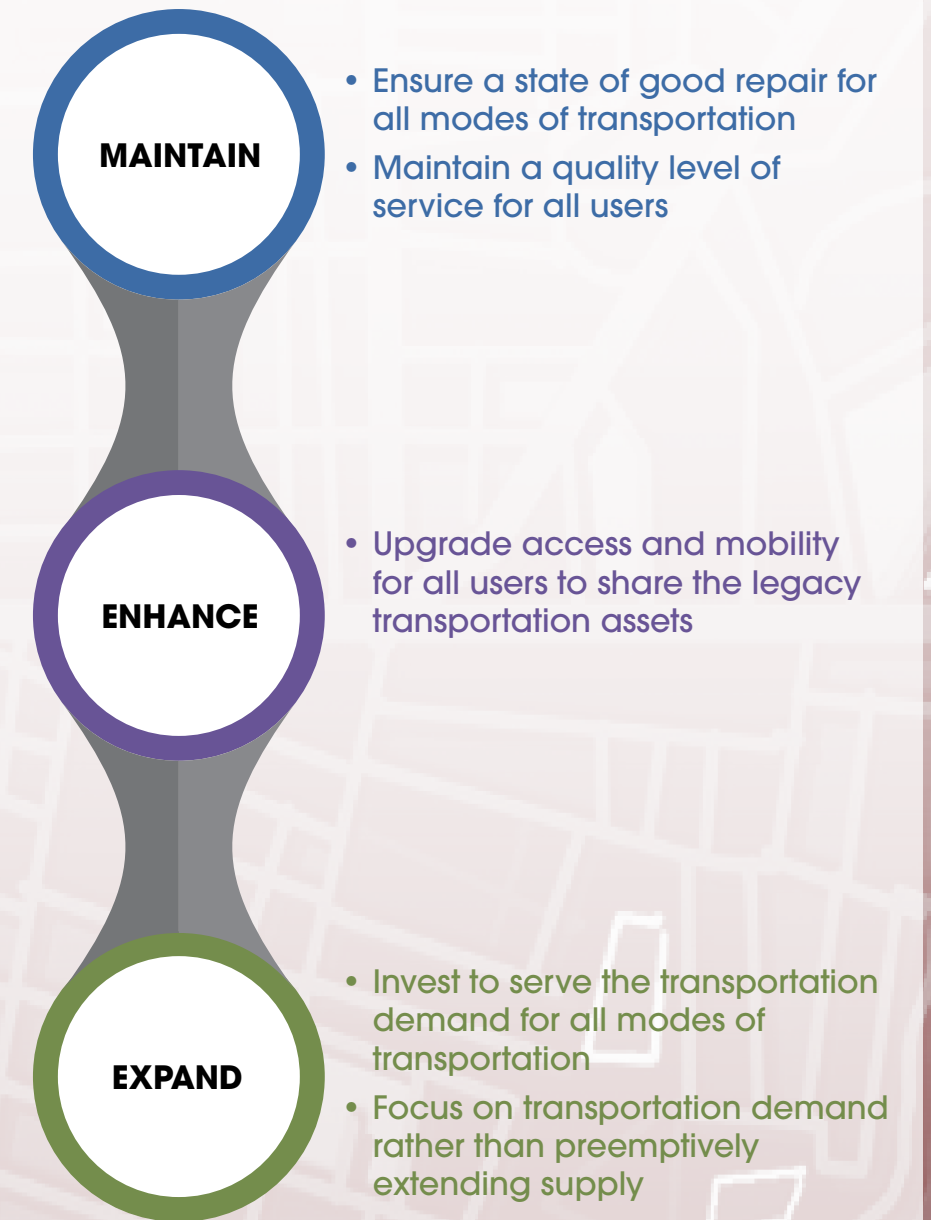 MAINTAIN
• Ensure a state of good repair for
all modes of transportation
• Maintain a quality level of
service for all users
ENHANCE
• Upgrade access and mobility
for all users to share the legacy
transportation assets
EXPAND
• Invest to serve the transportation
demand for all modes of
transportation
• Focus on transportation demand
rather than preemptively
extending supply